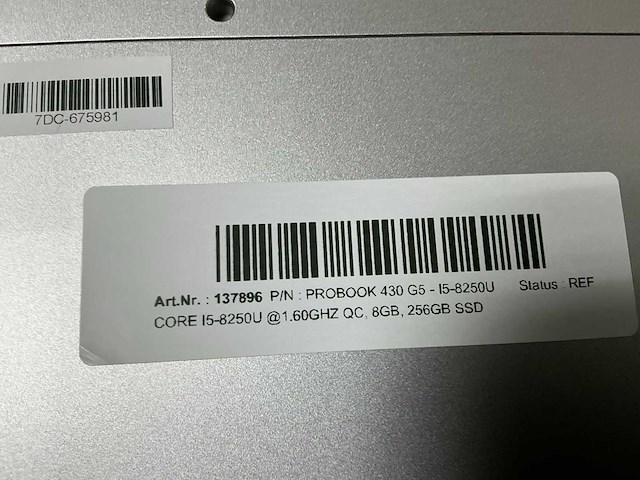 7DC-675981
Art.Nr. : 137896 P/N : PROBOOK 430 G5 - I5-8250U Status : REF
CORE I5-8250U @1.60GHZ QC, 8GB, 256GB SSD